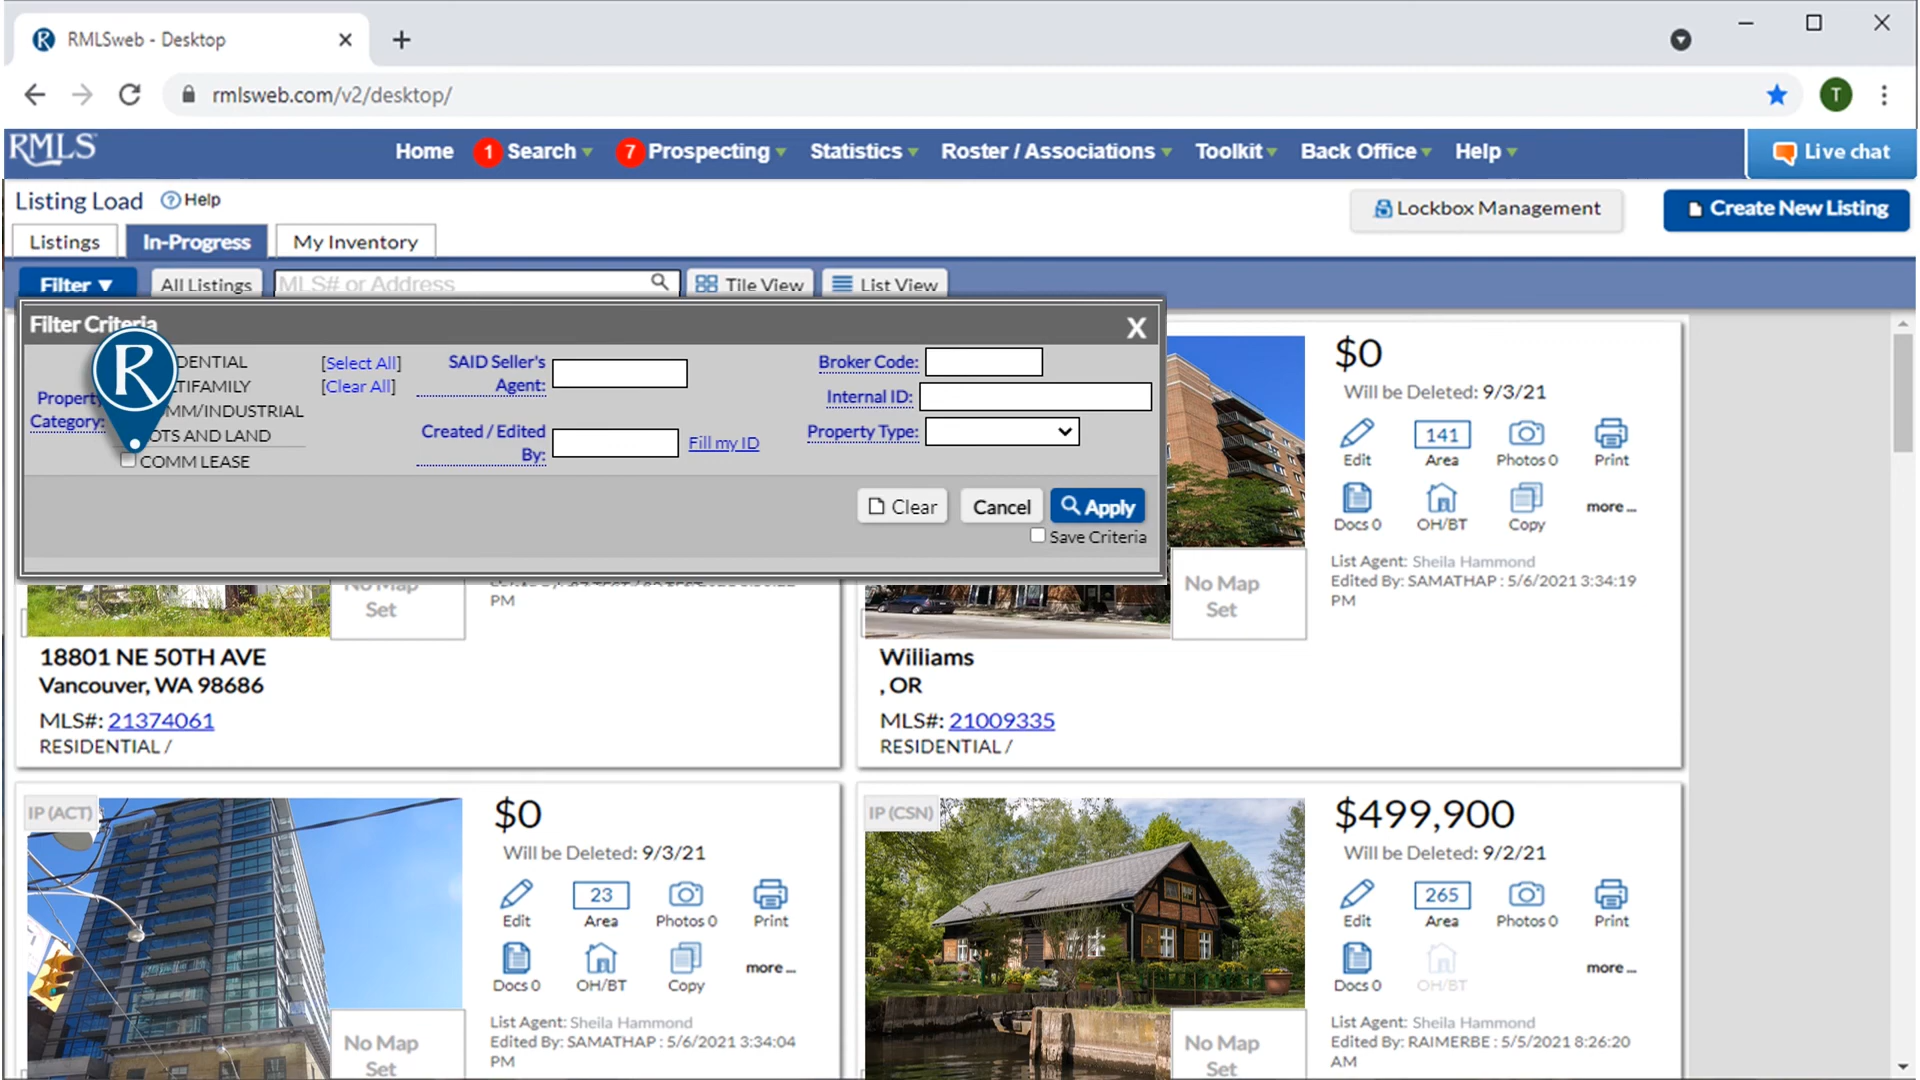 RMLSweb - Desktop
rmlsweb.com/v2/desktop/
T
RMLS
Home 1 Search 7 Prospecting Statistics Roster / Associations Toolkit Back Office Help Live chat
Listing Load Help
Lockbox Management Create New Listing
Listings In-Progress My Inventory
Filter All Listings MLS# or Address Tile View List View
Filter Criteria X
Property Category:
R
DENTIAL
TIFAMILY
MM/INDUSTRIAL
OTS AND LAND
COMM LEASE
[Select All]
[Clear All]
SAID Seller's
Agent:
Created / Edited
By:
Fill my ID
Broker Code:
Internal ID:
Property Type:
Clear Cancel Apply
Save Criteria
No Map
Set
PM
18801 NE 50TH AVE
Vancouver, WA 98686
MLS#: 21374061
RESIDENTIAL /
$0
Will be Deleted: 9/3/21
Edit 141 Area Photos 0 Print
Docs 0 OH/BT Copy more ...
List Agent: Sheila Hammond
Edited By: SAMATHAP : 5/6/2021 3:34:19
PM
No Map
Set
Williams
, OR
MLS#: 21009335
RESIDENTIAL /
IP (ACT)
$0
Will be Deleted: 9/3/21
Edit 23 Area Photos 0 Print
Docs 0 OH/BT Copy more ...
List Agent: Sheila Hammond
Edited By: SAMATHAP : 5/6/2021 3:34:04
PM
No Map
Set
IP (CSN)
$499,900
Will be Deleted: 9/2/21
Edit 265 Area Photos 0 Print
Docs 0 OH/BT more ...
List Agent: Sheila Hammond
Edited By: RAIMERBE : 5/5/2021 8:26:20
AM
No Map
Set